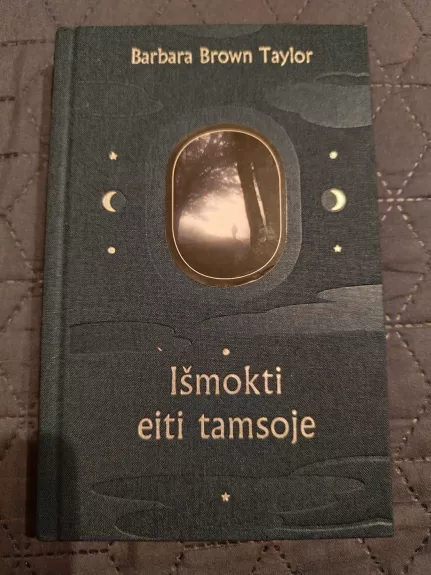 Barbara Brown Taylor
Išmokti
eiti tamsoje